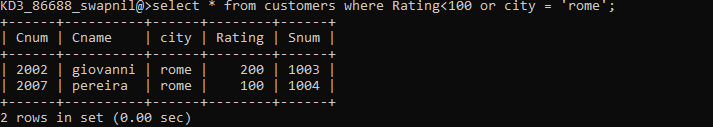 KD3_86688_swapnil@>select * from customers where Rating<100 or city = 'rome';
+------+----------+------+--------+------+
| Cnum | Cname    | city | Rating | Snum |
+------+----------+------+--------+------+
| 2002 | giovanni | rome |    200 | 1003 |
| 2007 | pereira  | rome |    100 | 1004 |
+------+----------+------+--------+------+
2 rows in set (0.00 sec)